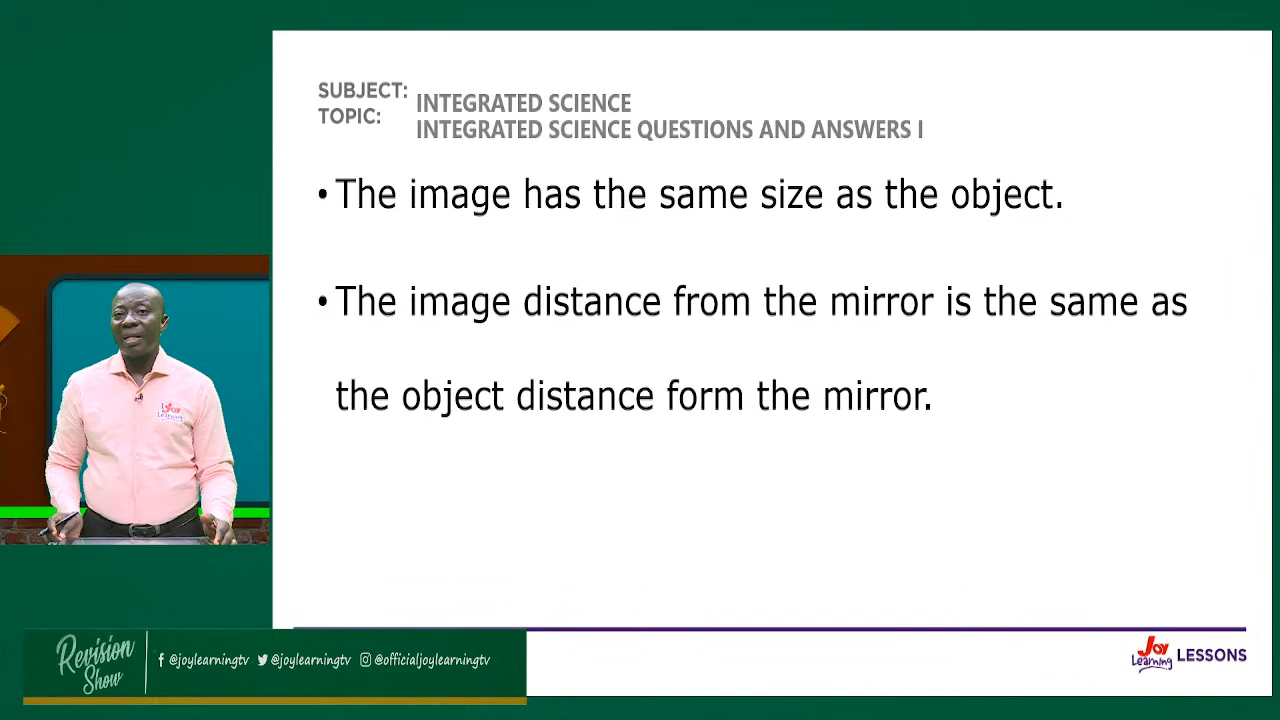 SUBJECT: INTEGRATED SCIENCE
TOPIC: INTEGRATED SCIENCE QUESTIONS AND ANSWERS I
• The image has the same size as the object.
• The image distance from the mirror is the same as
the object distance form the mirror.
Joy
Learning
Revision
Show
@joylearningtv @joylearningtv @officialjoylearningtv
Joy
Learning LESSONS